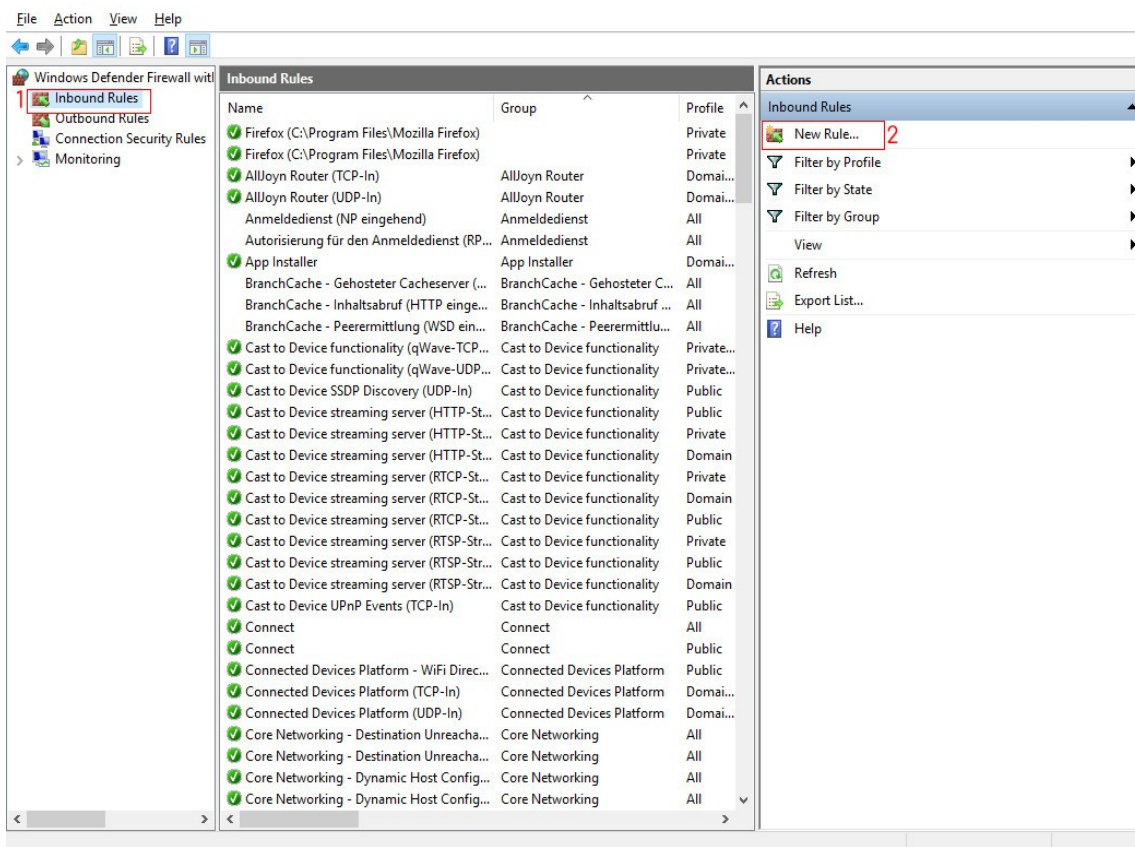 File Action View Help
Windows Defender Firewall witl
1 Inbound Rules
Outbound Rules
Connection Security Rules
Monitoring
Inbound Rules
Name Group Profile
Firefox (C:\Program Files\Mozilla Firefox) Private
Firefox (C:\Program Files\Mozilla Firefox) Private
AllJoyn Router (TCP-In) AllJoyn Router Domai...
AllJoyn Router (UDP-In) AllJoyn Router Domai...
Anmeldedienst (NP eingehend) Anmeldedienst All
Autorisierung für den Anmeldedienst (RP... Anmeldedienst All
App Installer App Installer Domai...
BranchCache - Gehosteter Cacheserver (... BranchCache - Gehosteter C... All
BranchCache - Inhaltsabruf (HTTP einge... BranchCache - Inhaltsabruf ... All
BranchCache - Peerermittlung (WSD ein... BranchCache - Peerermittlu... All
Cast to Device functionality (qWave-TCP... Cast to Device functionality Private...
Cast to Device functionality (qWave-UDP... Cast to Device functionality Private...
Cast to Device SSDP Discovery (UDP-In) Cast to Device functionality Public
Cast to Device streaming server (HTTP-St... Cast to Device functionality Public
Cast to Device streaming server (HTTP-St... Cast to Device functionality Private
Cast to Device streaming server (HTTP-St... Cast to Device functionality Domain
Cast to Device streaming server (RTCP-St... Cast to Device functionality Private
Cast to Device streaming server (RTCP-St... Cast to Device functionality Domain
Cast to Device streaming server (RTCP-St... Cast to Device functionality Public
Cast to Device streaming server (RTSP-Str... Cast to Device functionality Private
Cast to Device streaming server (RTSP-Str... Cast to Device functionality Public
Cast to Device streaming server (RTSP-Str... Cast to Device functionality Domain
Cast to Device UPnP Events (TCP-In) Cast to Device functionality Public
Connect Connect All
Connect Connect Public
Connected Devices Platform - WiFi Direc... Connected Devices Platform Public
Connected Devices Platform (TCP-In) Connected Devices Platform Domai...
Connected Devices Platform (UDP-In) Connected Devices Platform Domai...
Core Networking - Destination Unreacha... Core Networking All
Core Networking - Destination Unreacha... Core Networking All
Core Networking - Dynamic Host Config... Core Networking All
Core Networking - Dynamic Host Config... Core Networking All
Actions
Inbound Rules
New Rule... 2
Filter by Profile
Filter by State
Filter by Group
View
Refresh
Export List...
Help